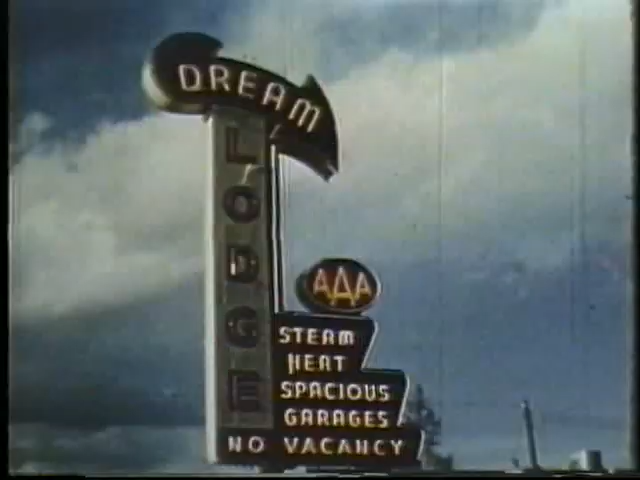 DREAM
LODGE
AAA
STEAM
HEAT
SPACIOUS
GARAGES
NO VACANCY